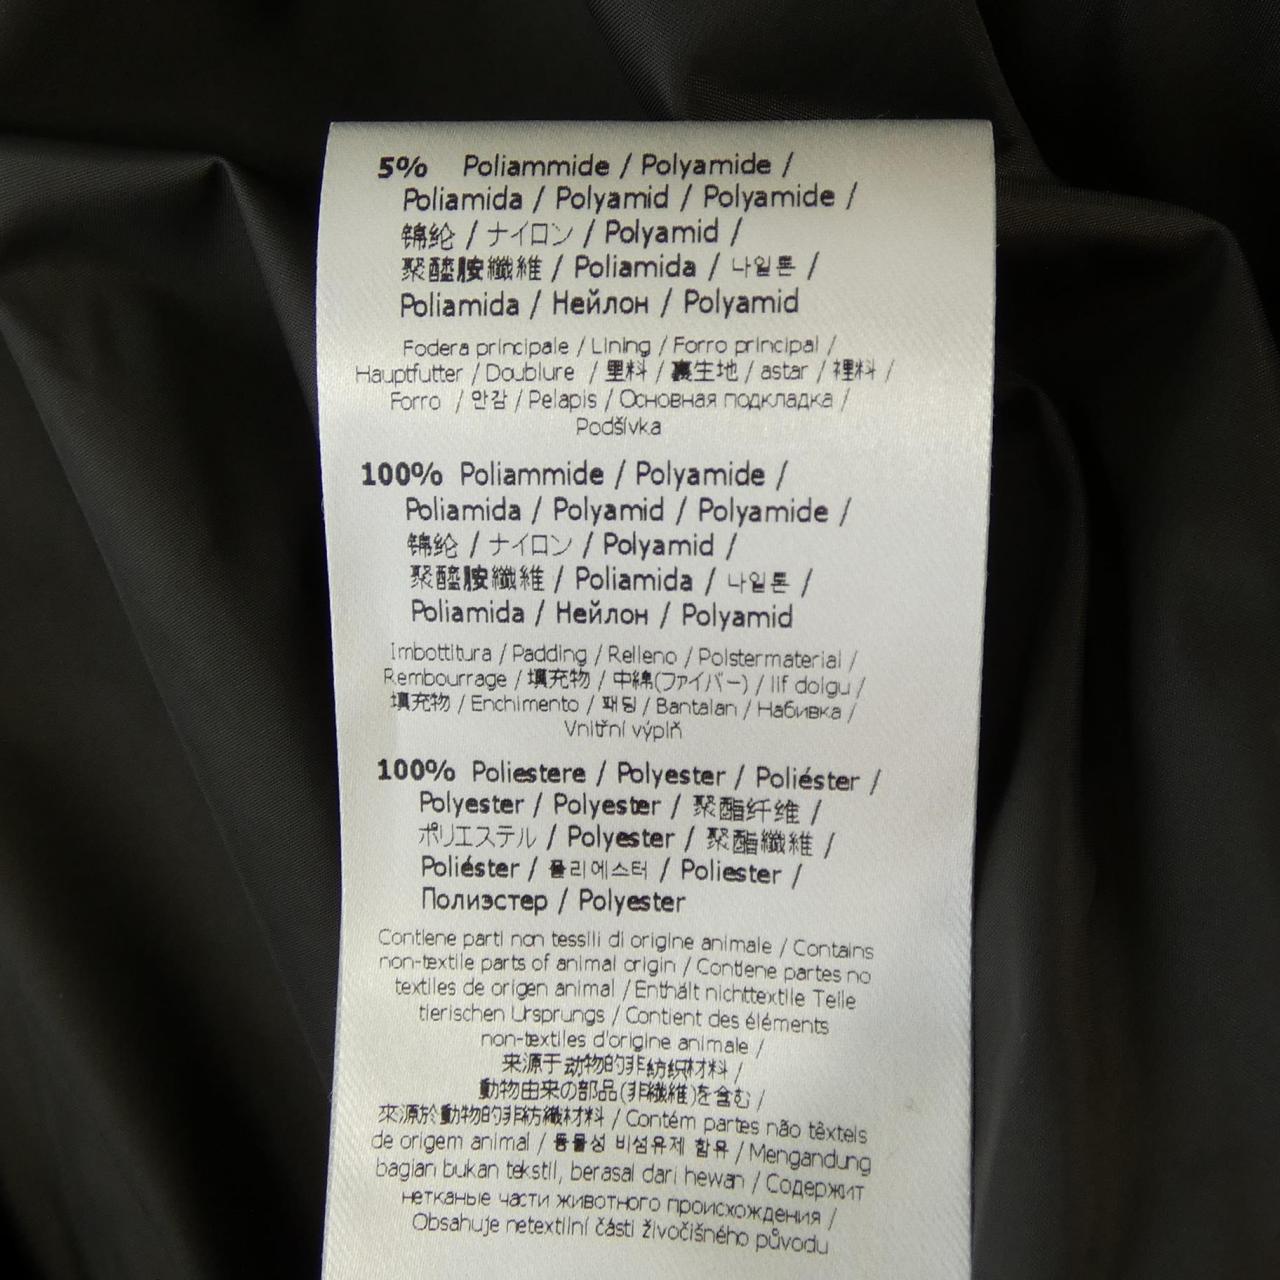 5% Poliammide / Polyamide /
Poliamida / Polyamid / Polyamide /
锦纶 / ナイロン / Polyamid /
聚醯胺纖維 / Poliamida / 나일론 /
Poliamida / Нейлон / Polyamid
Fodera principale / Lining / Forro principal /
Hauptfutter / Doublure / 里料 / 裏生地 / astar / 裡料 /
Forro / 안감 / Pelapis / Основная подкладка /
Podšívka
100% Poliammide / Polyamide /
Poliamida / Polyamid / Polyamide /
锦纶 / ナイロン / Polyamid /
聚醯胺纖維 / Poliamida / 나일론 /
Poliamida / Нейлон / Polyamid
Imbottitura / Padding / Relleno / Polstermaterial /
Rembourrage / 填充物 / 中綿(ファイバー) / lif dolgu /
填充物 / Enchimento / 패딩 / Bantalan / Набивка /
Vnitřní výplň
100% Poliestere / Polyester / Poliéster /
Polyester / Polyester / 聚酯纤维 /
ポリエステル / Polyester / 聚酯纖維 /
Poliéster / 폴리에스터 / Poliester /
Полиэстер / Polyester
Contiene parti non tessili di origine animale / Contains
non-textile parts of animal origin / Contiene partes no
textiles de origen animal / Enthält nichttextile Teile
tierischen Ursprungs / Contient des éléments
non-textiles d'origine animale /
来源于动物的非纺织材料 /
動物由来の部品(非繊維)を含む /
來源於動物的非紡織材料 / Contém partes não têxteis
de origem animal / 동물성 비섬유제 함유 / Mengandung
bagian bukan tekstil, berasal dari hewan / Содержит
нетканые части животного происхождения /
Obsahuje netextilní části živočišného původu